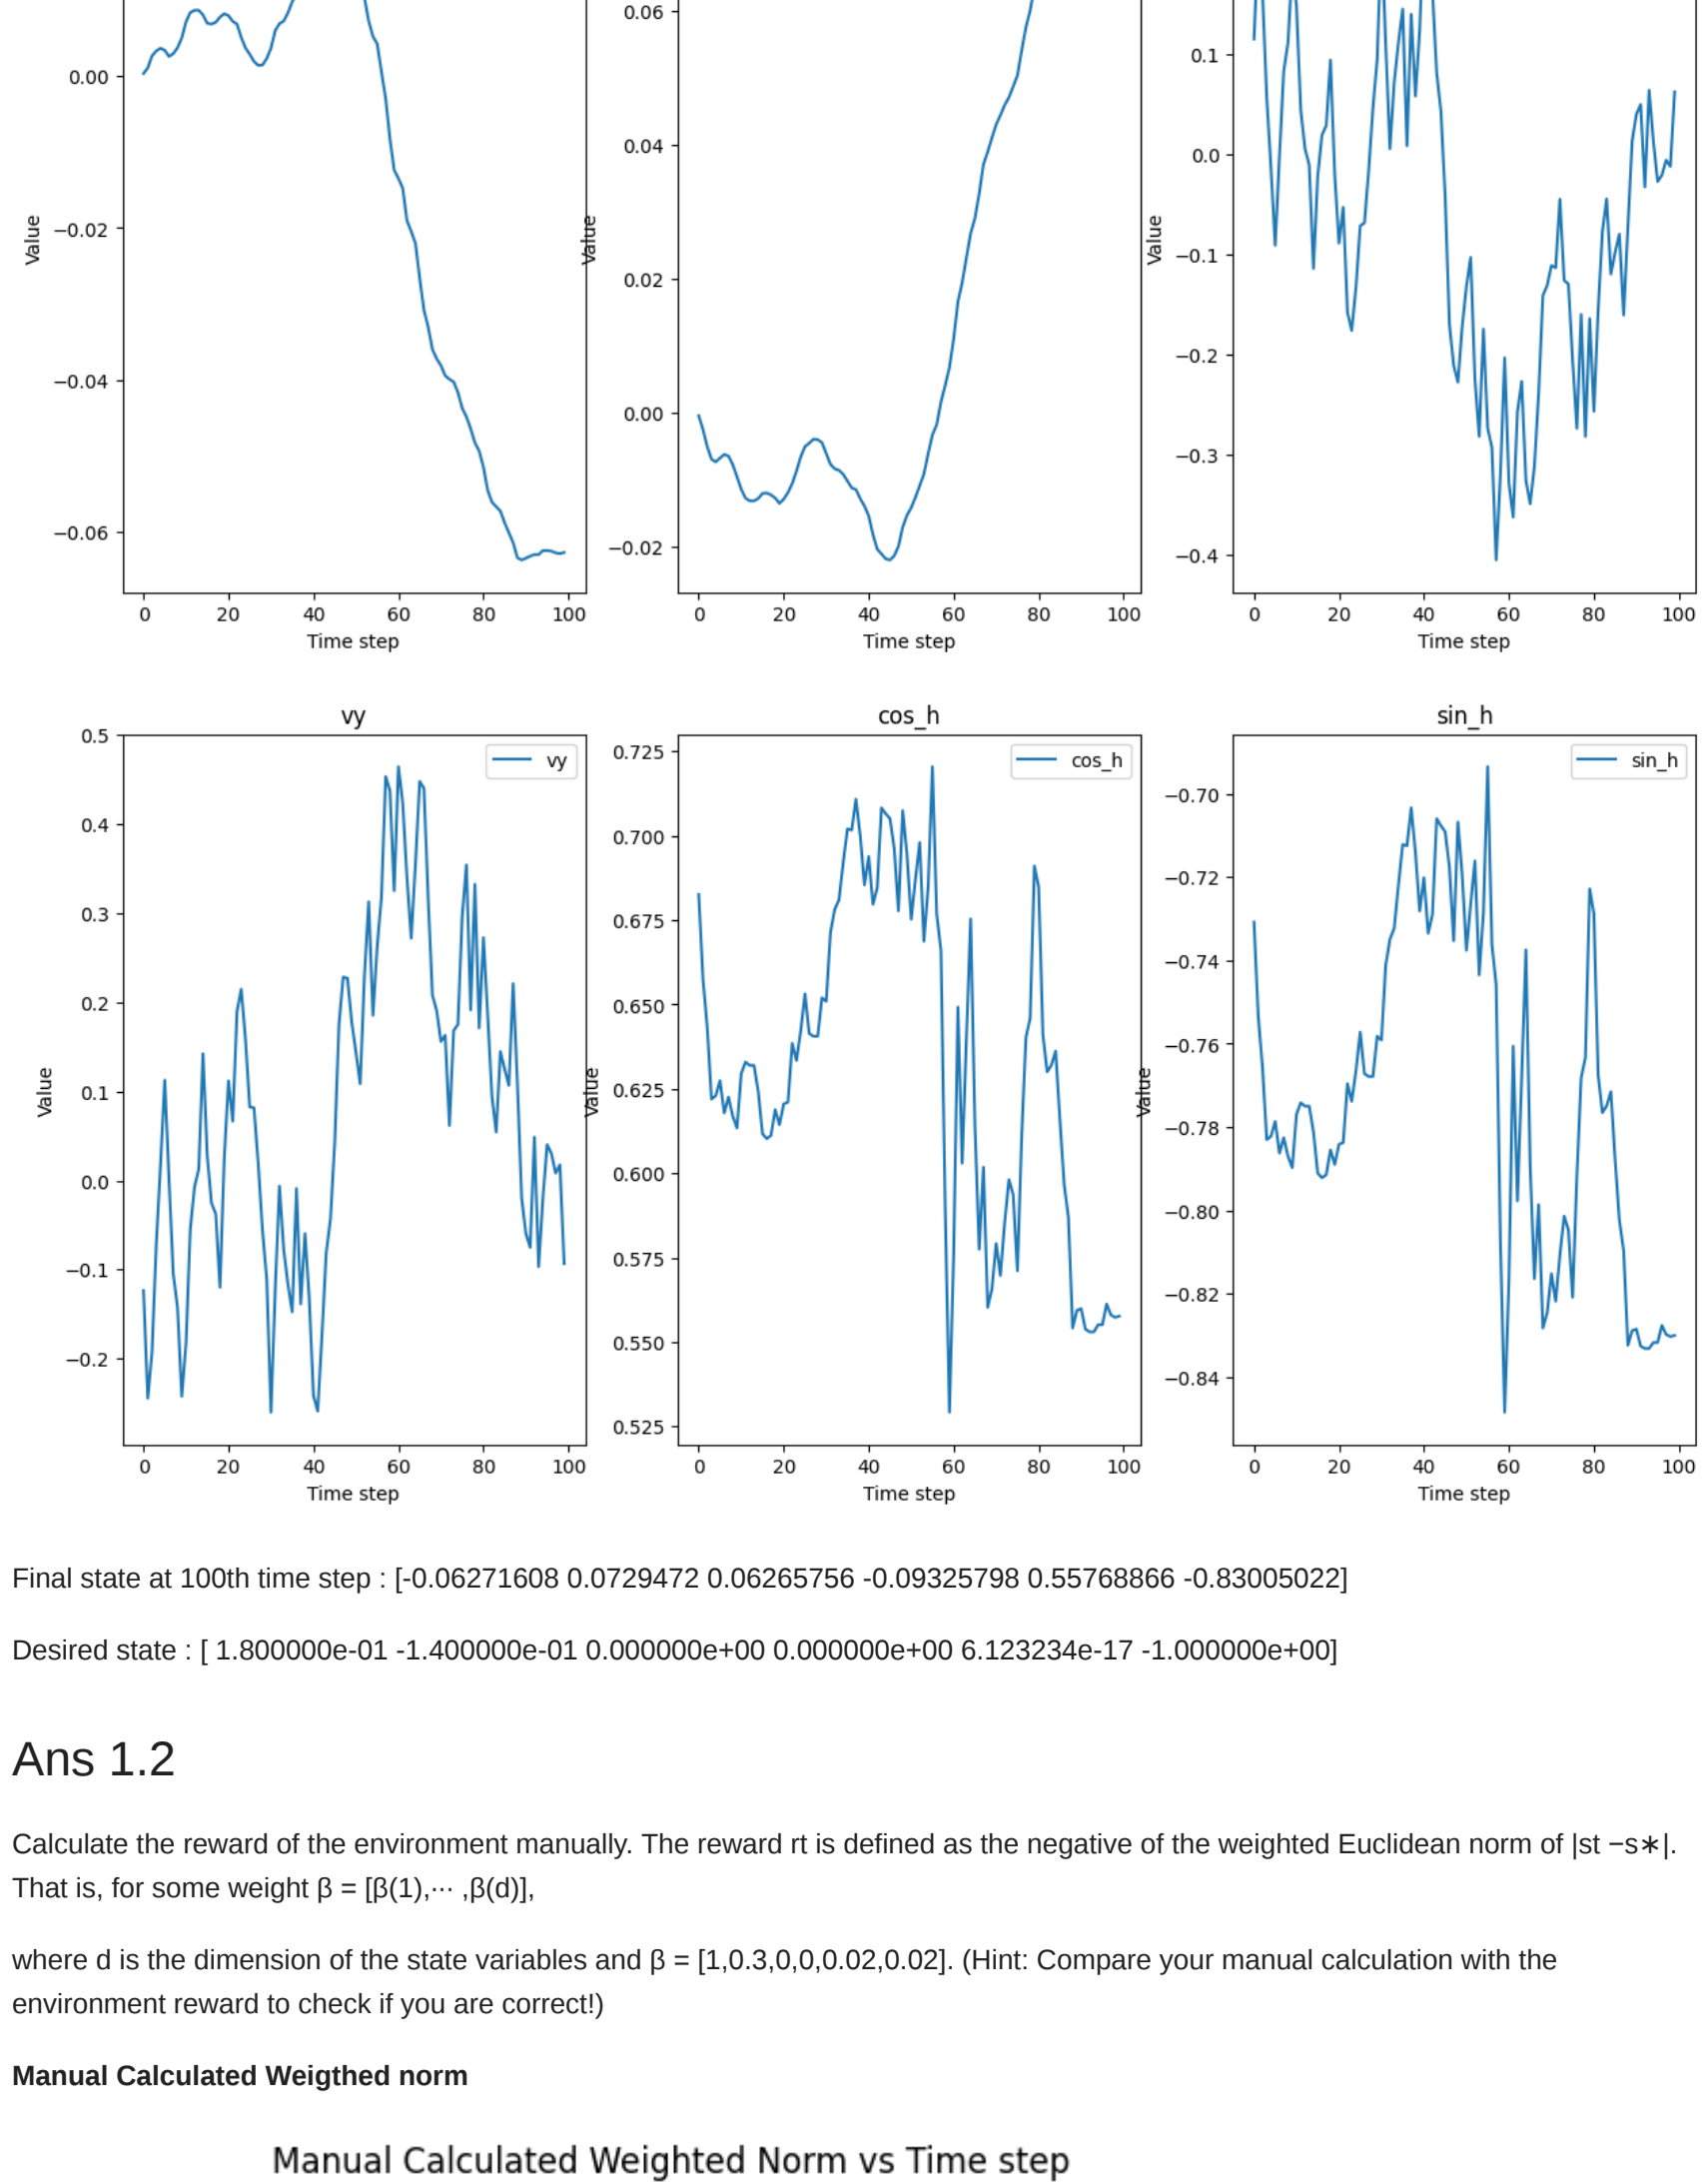 0.00
−0.02
−0.04
−0.06
Value
0 20 40 60 80 100
Time step
0.06
0.04
0.02
0.00
−0.02
Value
0 20 40 60 80 100
Time step
0.1
0.0
−0.1
−0.2
−0.3
−0.4
Value
0 20 40 60 80 100
Time step
vy
vy
0.5
0.4
0.3
0.2
0.1
0.0
−0.1
−0.2
Value
0 20 40 60 80 100
Time step
cos_h
cos_h
0.725
0.700
0.675
0.650
0.625
0.600
0.575
0.550
0.525
Value
0 20 40 60 80 100
Time step
sin_h
sin_h
−0.70
−0.72
−0.74
−0.76
−0.78
−0.80
−0.82
−0.84
Value
0 20 40 60 80 100
Time step
Final state at 100th time step : [-0.06271608 0.0729472 0.06265756 -0.09325798 0.55768866 -0.83005022]
Desired state : [ 1.800000e-01 -1.400000e-01 0.000000e+00 0.000000e+00 6.123234e-17 -1.000000e+00]
Ans 1.2
Calculate the reward of the environment manually. The reward rt is defined as the negative of the weighted Euclidean norm of |st −s∗|.
That is, for some weight β = [β(1),··· ,β(d)],
where d is the dimension of the state variables and β = [1,0.3,0,0,0.02,0.02]. (Hint: Compare your manual calculation with the
environment reward to check if you are correct!)
Manual Calculated Weigthed norm
Manual Calculated Weighted Norm vs Time step